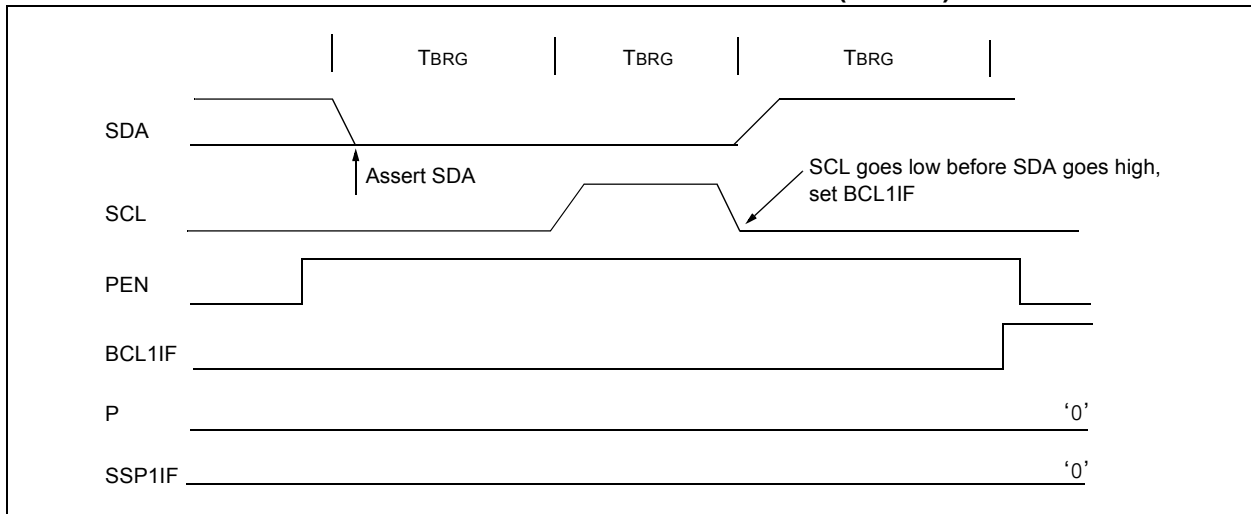 TBRG TBRG TBRG
SDA
Assert SDA
SCL goes low before SDA goes high,
set BCL1IF
SCL
PEN
BCL1IF
P ‘0’
SSP1IF ‘0’